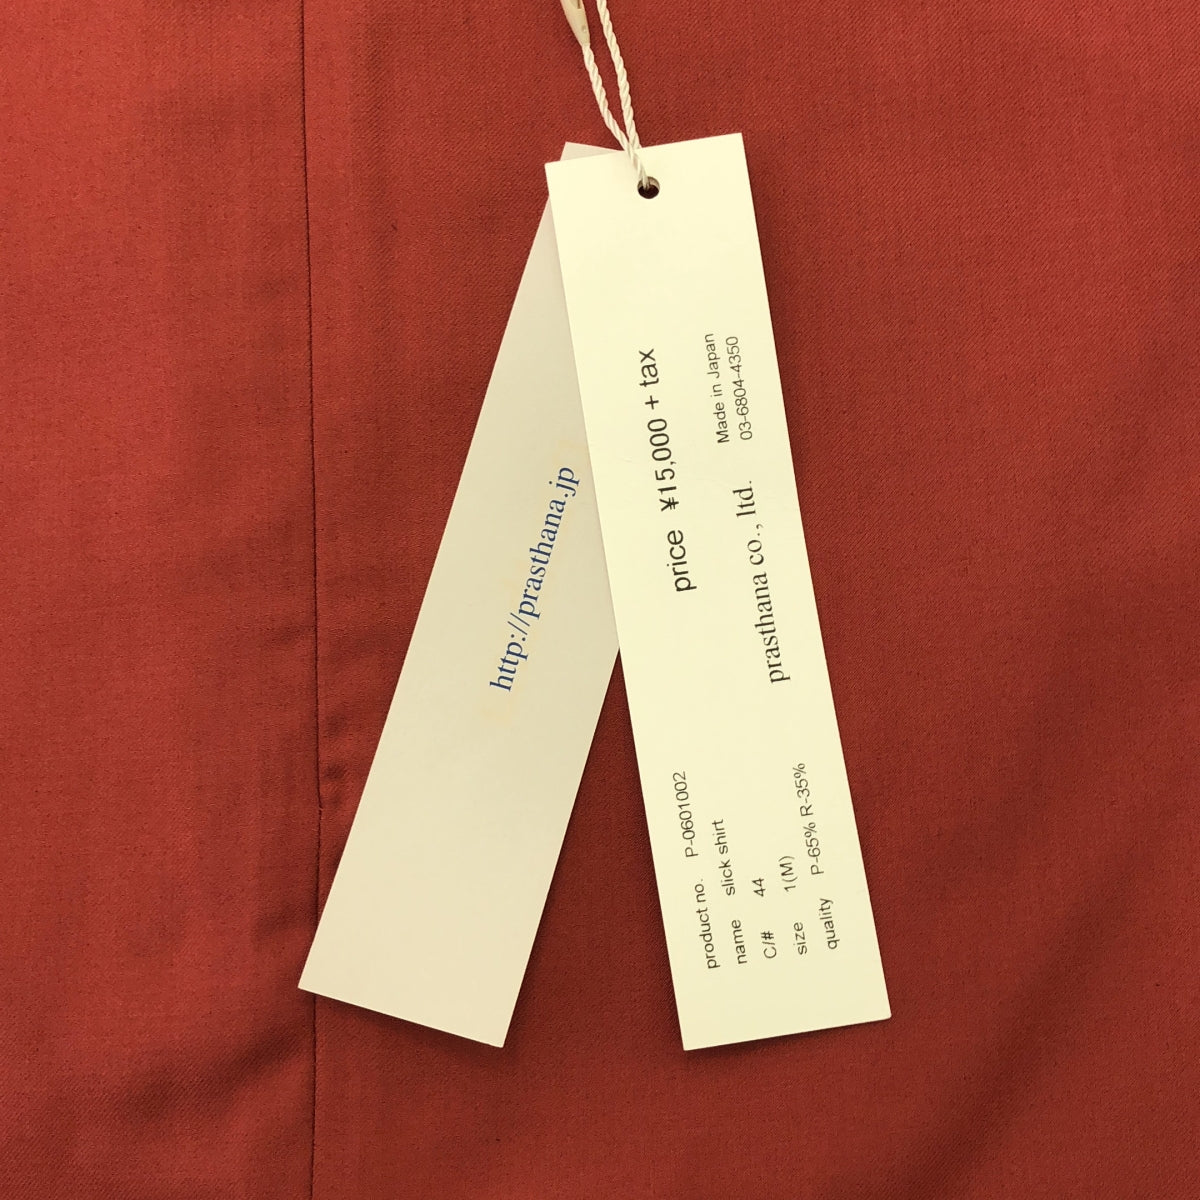 http://prasthana.jp
product no. P-0601002
name slick shirt
C/# 44
size 1(M)
quality P-65% R-35%
price ¥15,000 + tax
prasthana co., ltd.
Made in Japan
03-6804-4350